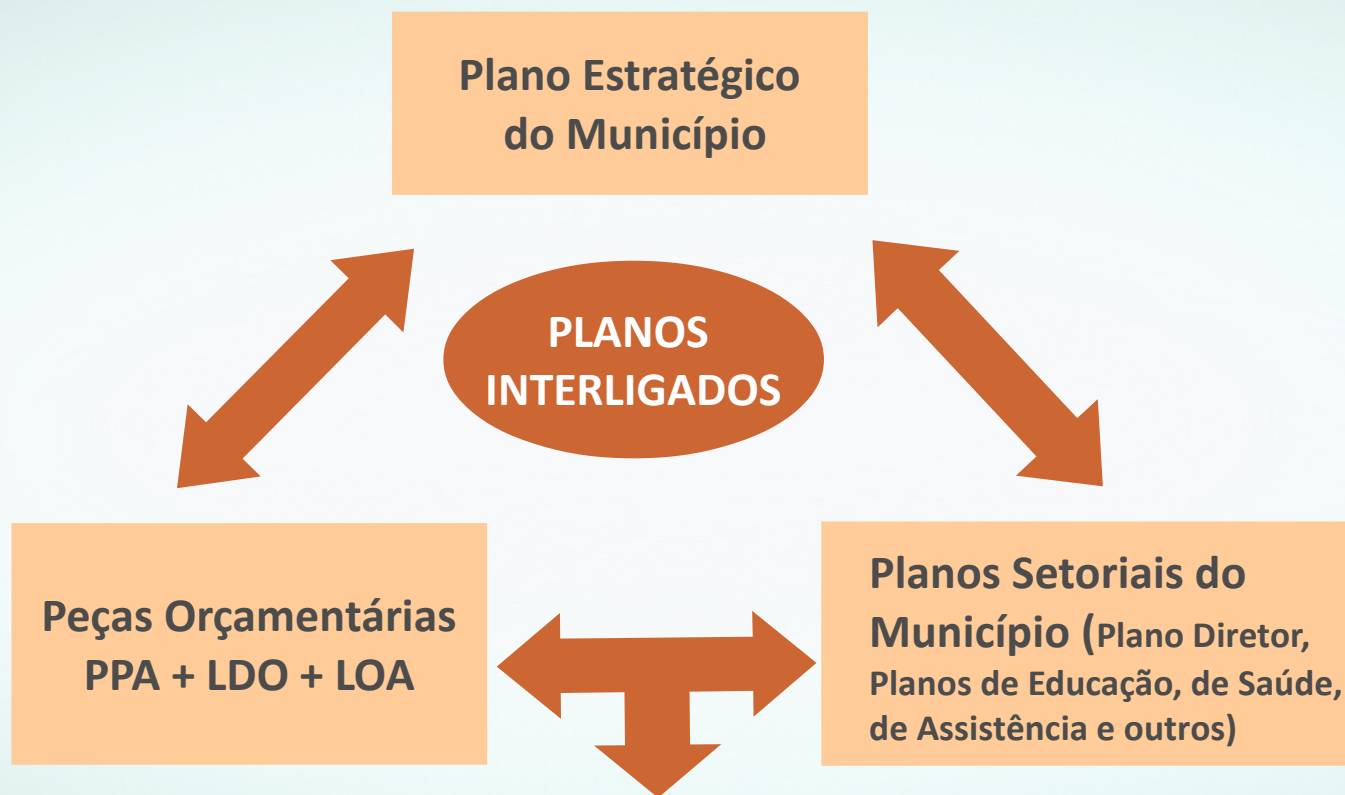 Plano Estratégico
do Município
PLANOS
INTERLIGADOS
Peças Orçamentárias
PPA + LDO + LOA
Planos Setoriais do
Município (Plano Diretor,
Planos de Educação, de Saúde,
de Assistência e outros)